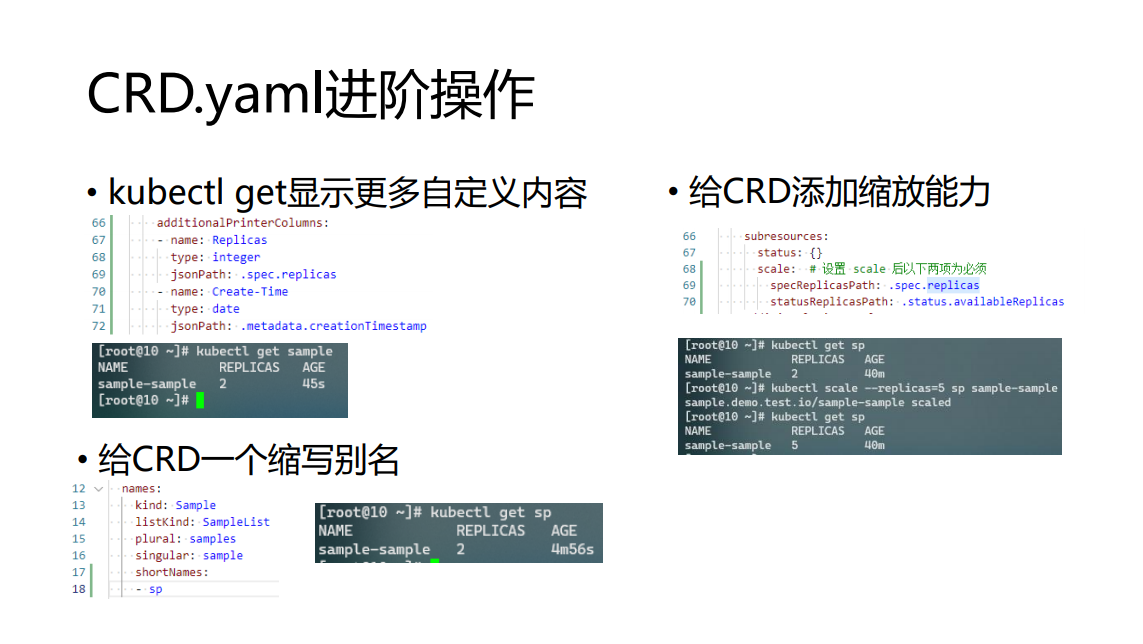 CRD.yaml进阶操作
• kubectl get显示更多自定义内容
66 additionalPrinterColumns:
67 - name: Replicas
68 type: integer
69 jsonPath: .spec.replicas
70 - name: Create-Time
71 type: date
72 jsonPath: .metadata.creationTimestamp
[root@10 ~]# kubectl get sample
NAME REPLICAS AGE
sample-sample 2 45s
[root@10 ~]#
• 给CRD一个缩写别名
12 names:
13 kind: Sample
14 listKind: SampleList
15 plural: samples
16 singular: sample
17 shortNames:
18 - sp
[root@10 ~]# kubectl get sp
NAME REPLICAS AGE
sample-sample 2 4m56s
• 给CRD添加缩放能力
66 subresources:
67 status: {}
68 scale: # 设置 scale 后以下两项为必须
69 specReplicasPath: .spec.replicas
70 statusReplicasPath: .status.availableReplicas
[root@10 ~]# kubectl get sp
NAME REPLICAS AGE
sample-sample 2 40m
[root@10 ~]# kubectl scale --replicas=5 sp sample-sample
sample.demo.test.io/sample-sample scaled
[root@10 ~]# kubectl get sp
NAME REPLICAS AGE
sample-sample 5 40m